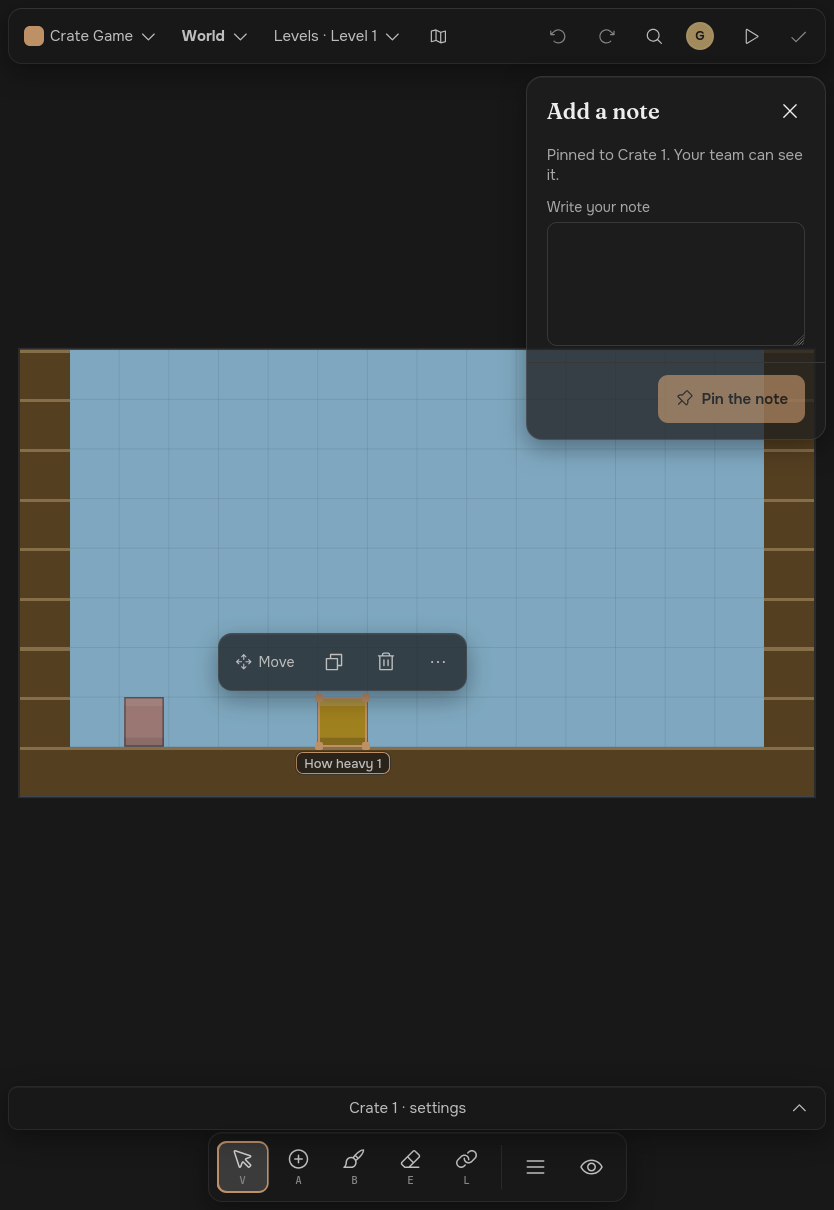 Crate Game
World
Levels · Level 1
G
Add a note
Pinned to Crate 1. Your team can see
it.
Write your note
Pin the note
Move
How heavy 1
Crate 1 · settings
V
A
B
E
L